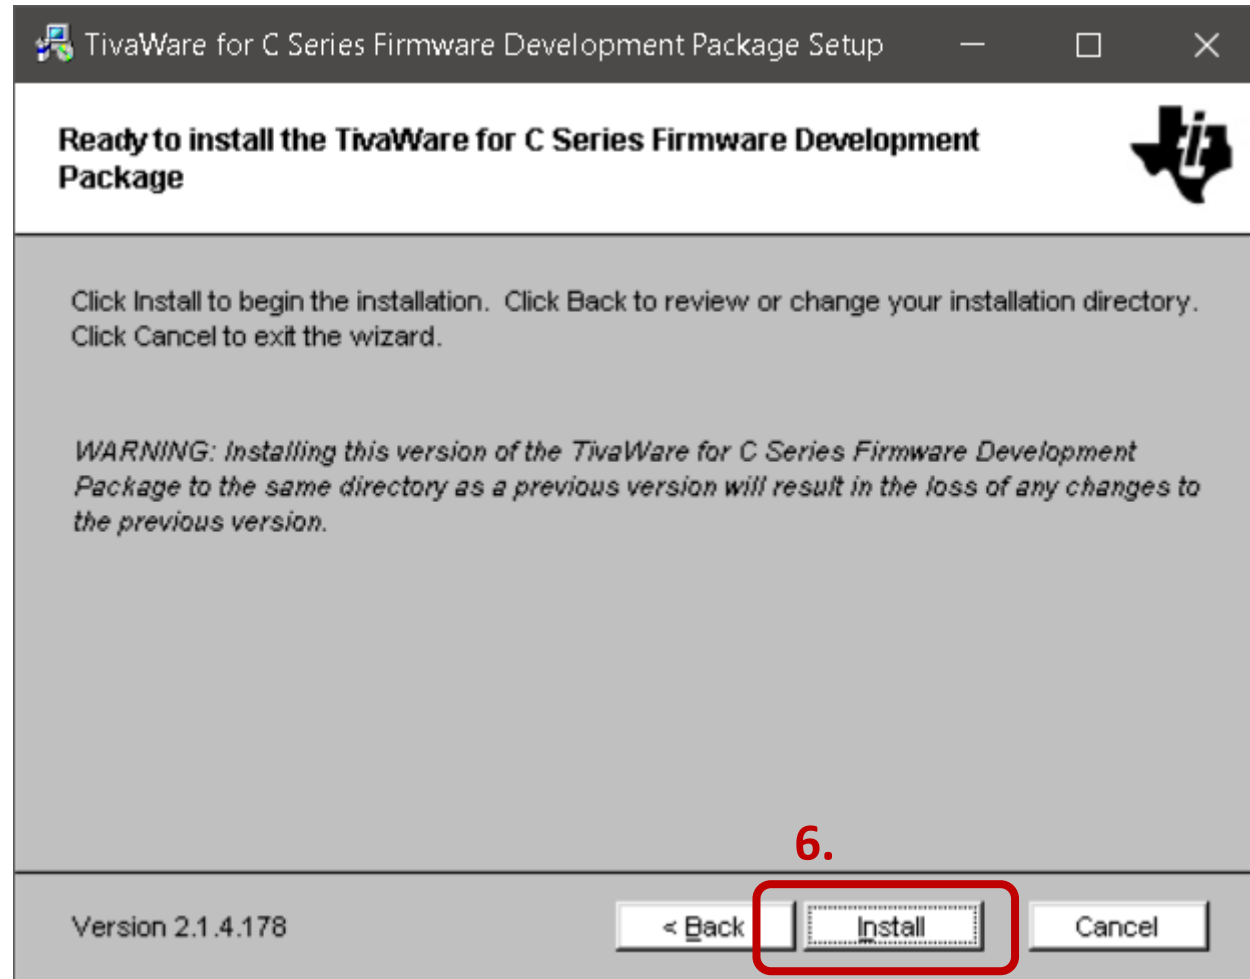 TivaWare for C Series Firmware Development Package Setup
Ready to install the TivaWare for C Series Firmware Development
Package
Click Install to begin the installation. Click Back to review or change your installation directory.
Click Cancel to exit the wizard.
WARNING: Installing this version of the TivaWare for C Series Firmware Development
Package to the same directory as a previous version will result in the loss of any changes to
the previous version.
6.
Version 2.1.4.178
< Back
Install
Cancel